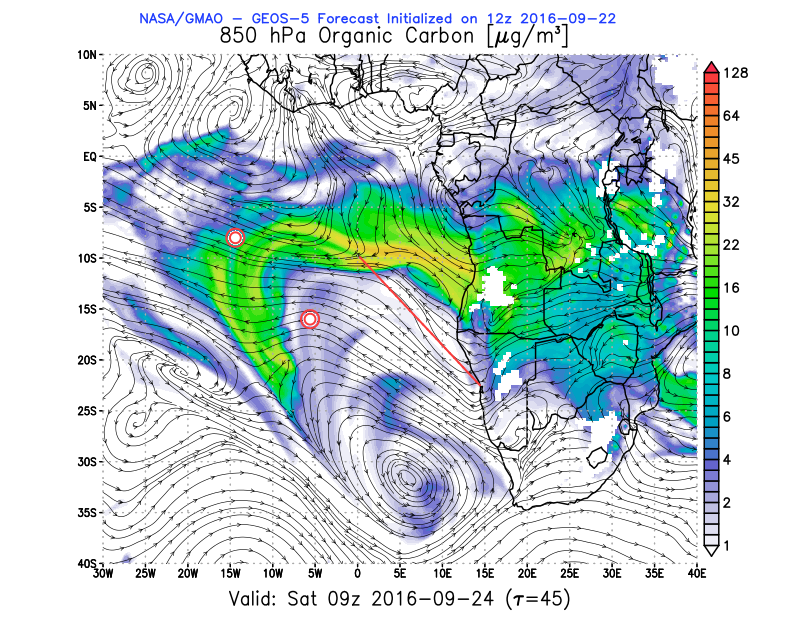 NASA/GMAO - GEOS-5 Forecast Initialized on 12z 2016-09-22
850 hPa Organic Carbon [μg/m³]
10N
5N
EQ
5S
10S
15S
20S
25S
30S
35S
40S
30W 25W 20W 15W 10W 5W 0 5E 10E 15E 20E 25E 30E 35E 40E
128
64
45
32
22
16
10
8
6
4
2
1
Valid: Sat 09z 2016-09-24 (τ=45)